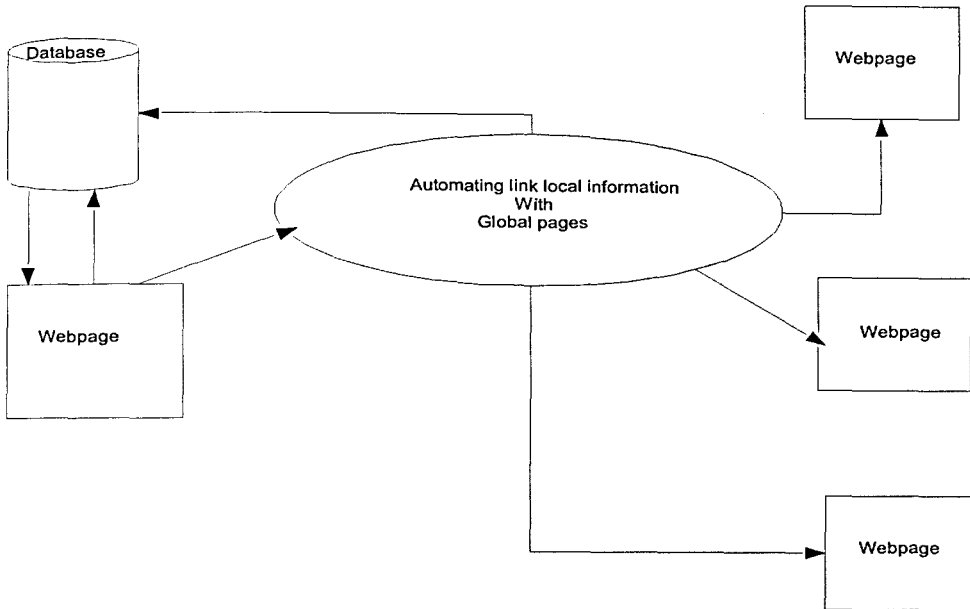 Database
Webpage
Automating link local information
With
Global pages
Webpage
Webpage
Webpage